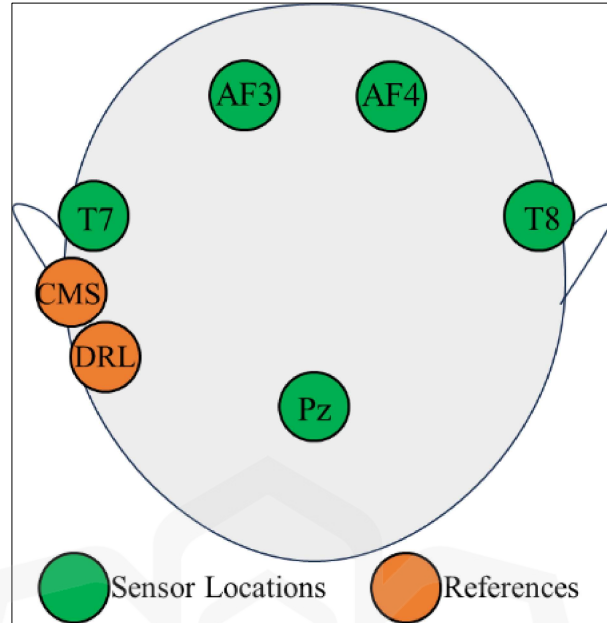 AF3 AF4
T7 T8
CMS
DRL
Pz
Sensor Locations References